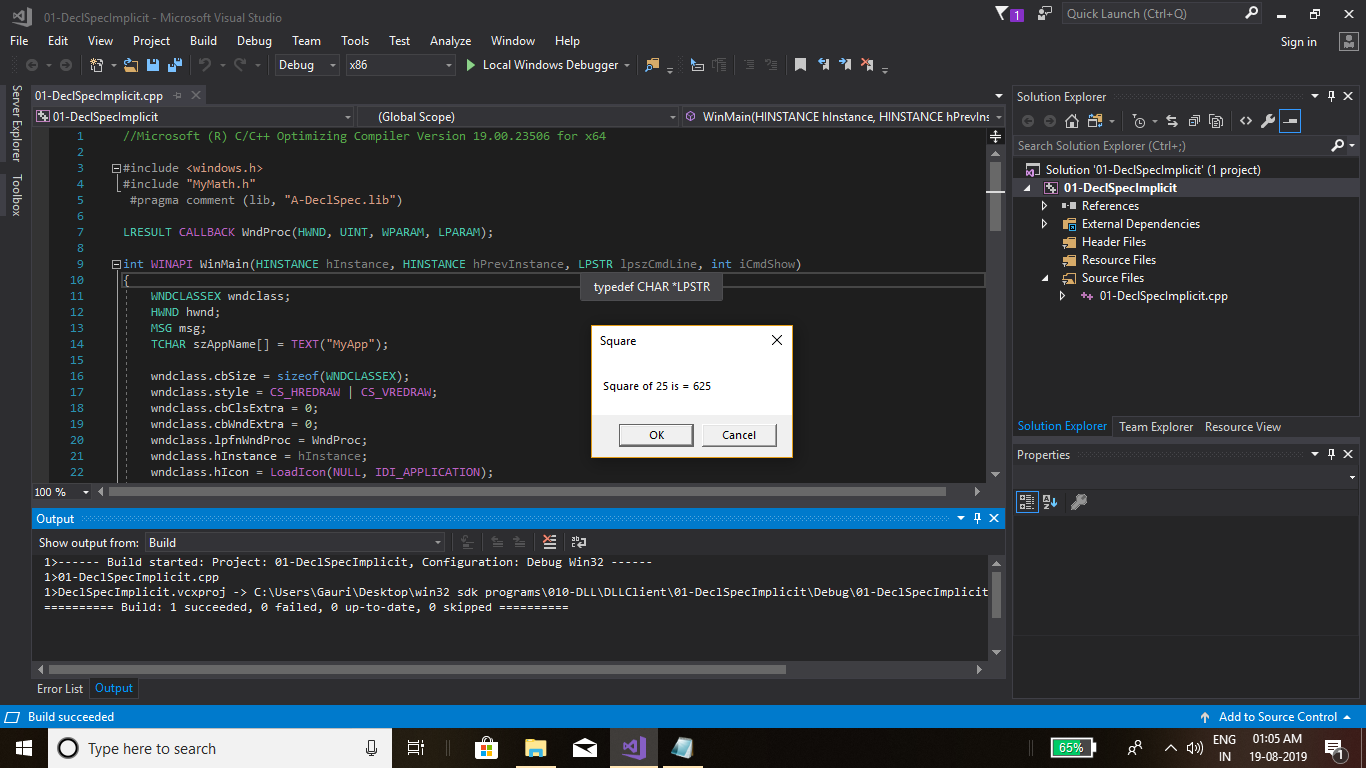 01-DeclSpecImplicit - Microsoft Visual Studio
1
Quick Launch (Ctrl+Q)
File Edit View Project Build Debug Team Tools Test Analyze Window Help
Sign in
Debug x86 Local Windows Debugger
Server Explorer
Toolbox
01-DeclSpecImplicit.cpp
01-DeclSpecImplicit (Global Scope) WinMain(HINSTANCE hInstance, HINSTANCE hPrevIns
1 //Microsoft (R) C/C++ Optimizing Compiler Version 19.00.23506 for x64
2
3 #include <windows.h>
4 #include "MyMath.h"
5 #pragma comment (lib, "A-DeclSpec.lib")
6
7 LRESULT CALLBACK WndProc(HWND, UINT, WPARAM, LPARAM);
8
9 int WINAPI WinMain(HINSTANCE hInstance, HINSTANCE hPrevInstance, LPSTR lpszCmdLine, int iCmdShow)
10 {
typedef CHAR *LPSTR
11 WNDCLASSEX wndclass;
12 HWND hwnd;
13 MSG msg;
14 TCHAR szAppName[] = TEXT("MyApp");
15
16 wndclass.cbSize = sizeof(WNDCLASSEX);
17 wndclass.style = CS_HREDRAW | CS_VREDRAW;
18 wndclass.cbClsExtra = 0;
19 wndclass.cbWndExtra = 0;
20 wndclass.lpfnWndProc = WndProc;
21 wndclass.hInstance = hInstance;
22 wndclass.hIcon = LoadIcon(NULL, IDI_APPLICATION);
100 %
Square
Square of 25 is = 625
OK Cancel
Solution Explorer
Search Solution Explorer (Ctrl+;)
Solution '01-DeclSpecImplicit' (1 project)
01-DeclSpecImplicit
References
External Dependencies
Header Files
Resource Files
Source Files
01-DeclSpecImplicit.cpp
Solution Explorer Team Explorer Resource View
Properties
Output
Show output from: Build
1>------ Build started: Project: 01-DeclSpecImplicit, Configuration: Debug Win32 ------
1>01-DeclSpecImplicit.cpp
1>DeclSpecImplicit.vcxproj -> C:\Users\Gauri\Desktop\win32 sdk programs\010-DLL\DLLClient\01-DeclSpecImplicit\Debug\01-DeclSpecImplicit
========== Build: 1 succeeded, 0 failed, 0 up-to-date, 0 skipped ==========
Error List Output
Build succeeded
Add to Source Control
Type here to search
65%
ENG
IN
01:05 AM
19-08-2019
1